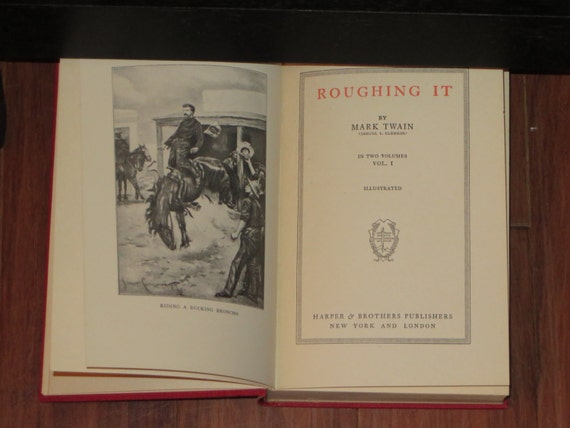 RIDING A BUCKING BRONCHO
ROUGHING IT
BY
MARK TWAIN
(SAMUEL L. CLEMENS)
IN TWO VOLUMES
VOL. I
ILLUSTRATED
HARPER & BROTHERS PUBLISHERS
NEW YORK AND LONDON